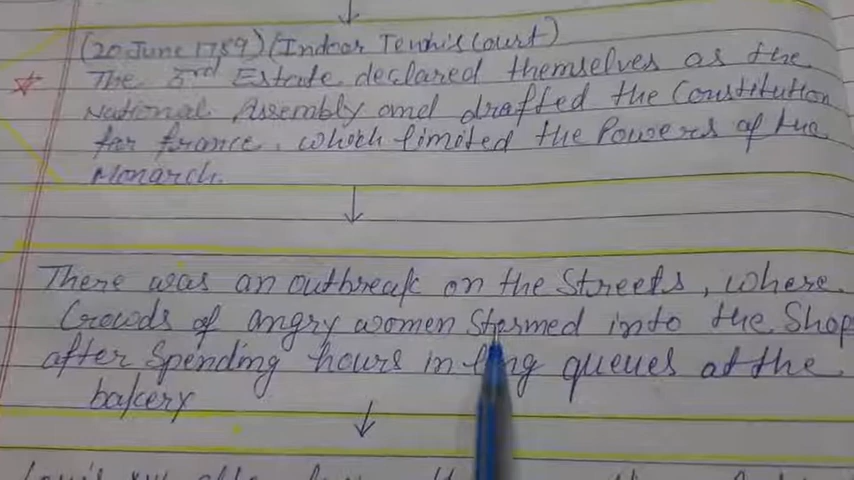 (20 June 1789) (Indoor Tennis Court)
The 3rd Estate declared themselves as the
National Assembly and drafted the Constitution
for france. which limited the Powers of the
Monarch.
There was an outbreak on the Streets, where
Crowds of angry women Stormed into the Shop
after Spending hours in long queues at the
bakery